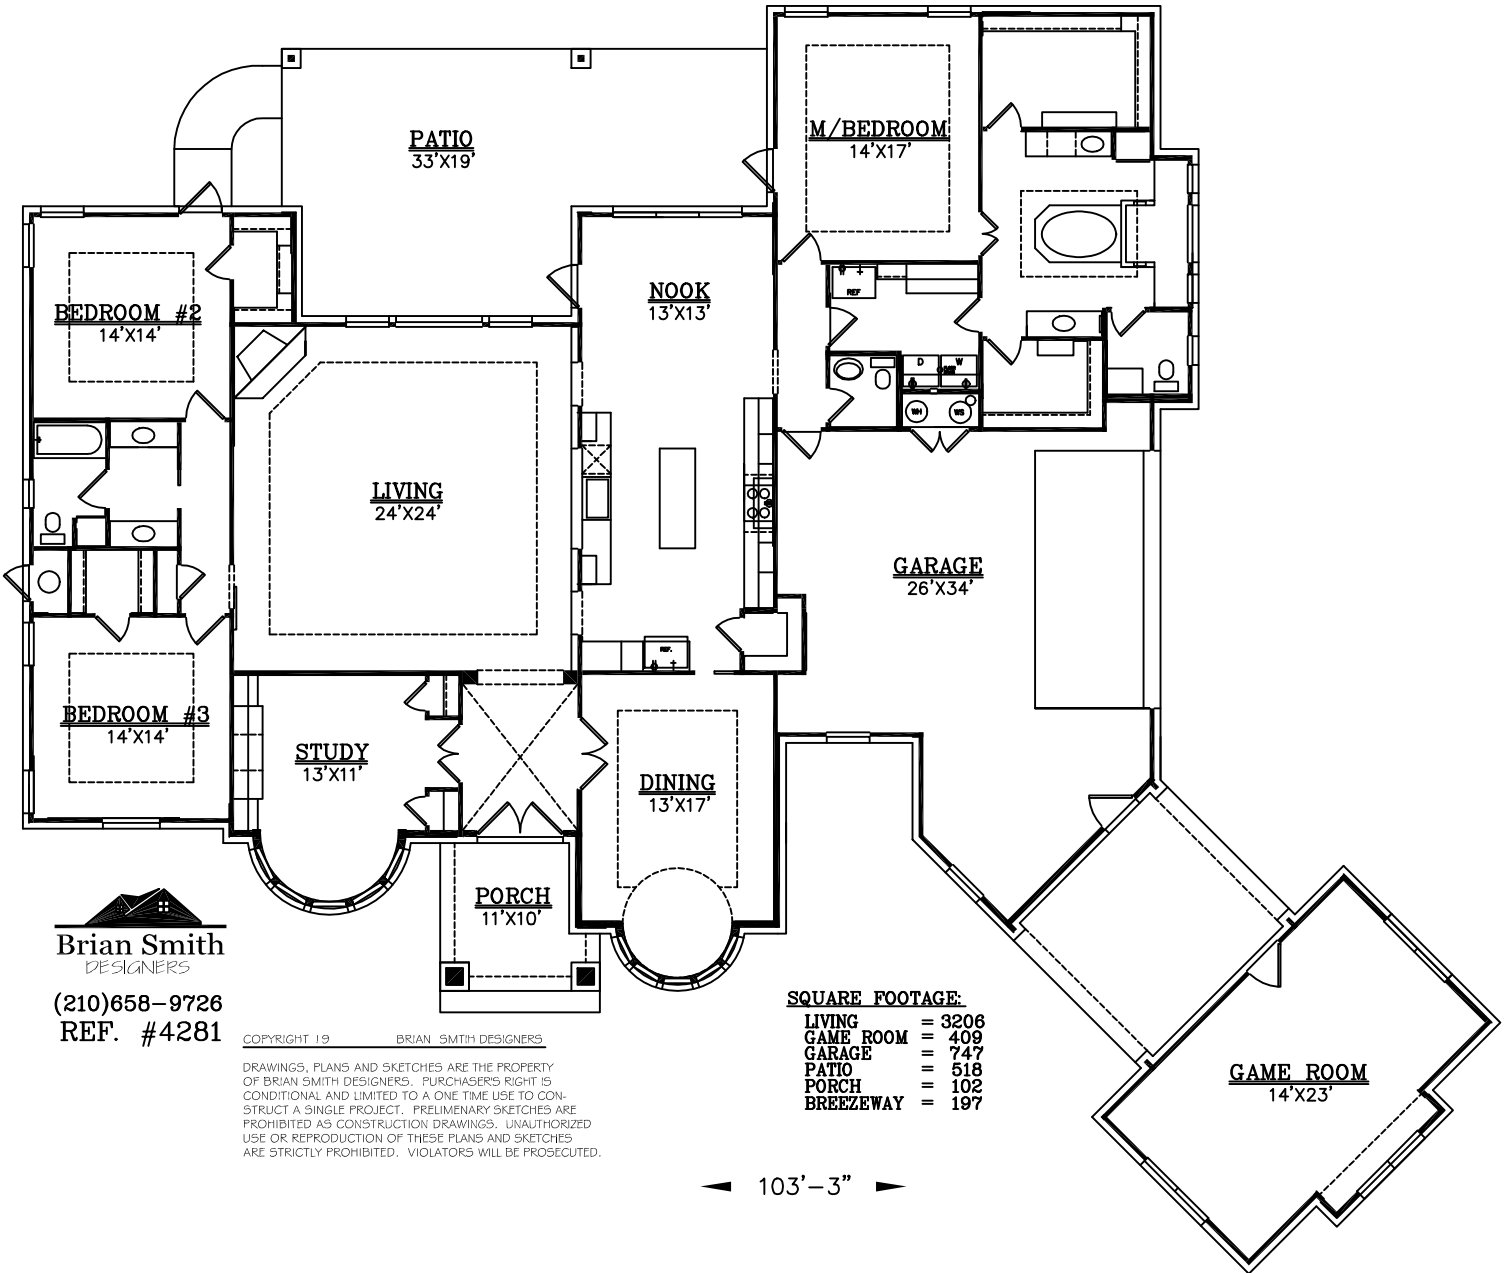 PATIO
33'X19'
M/BEDROOM
14'X17'
BEDROOM #2
14'X14'
NOOK
13'X13'
REF
D W
WH WS
LIVING
24'X24'
GARAGE
26'X34'
REF.
BEDROOM #3
14'X14'
STUDY
13'X11'
DINING
13'X17'
PORCH
11'X10'
GAME ROOM
14'X23'
Brian Smith
DESIGNERS
(210)658-9726
REF. #4281
COPYRIGHT 19 BRIAN SMTIH DESIGNERS
DRAWINGS, PLANS AND SKETCHES ARE THE PROPERTY
OF BRIAN SMITH DESIGNERS. PURCHASER'S RIGHT IS
CONDITIONAL AND LIMITED TO A ONE TIME USE TO CON-
STRUCT A SINGLE PROJECT. PRELIMENARY SKETCHES ARE
PROHIBITED AS CONSTRUCTION DRAWINGS. UNAUTHORIZED
USE OR REPRODUCTION OF THESE PLANS AND SKETCHES
ARE STRICTLY PROHIBITED. VIOLATORS WILL BE PROSECUTED.
SQUARE FOOTAGE:
LIVING = 3206
GAME ROOM = 409
GARAGE = 747
PATIO = 518
PORCH = 102
BREEZEWAY = 197
103'-3"